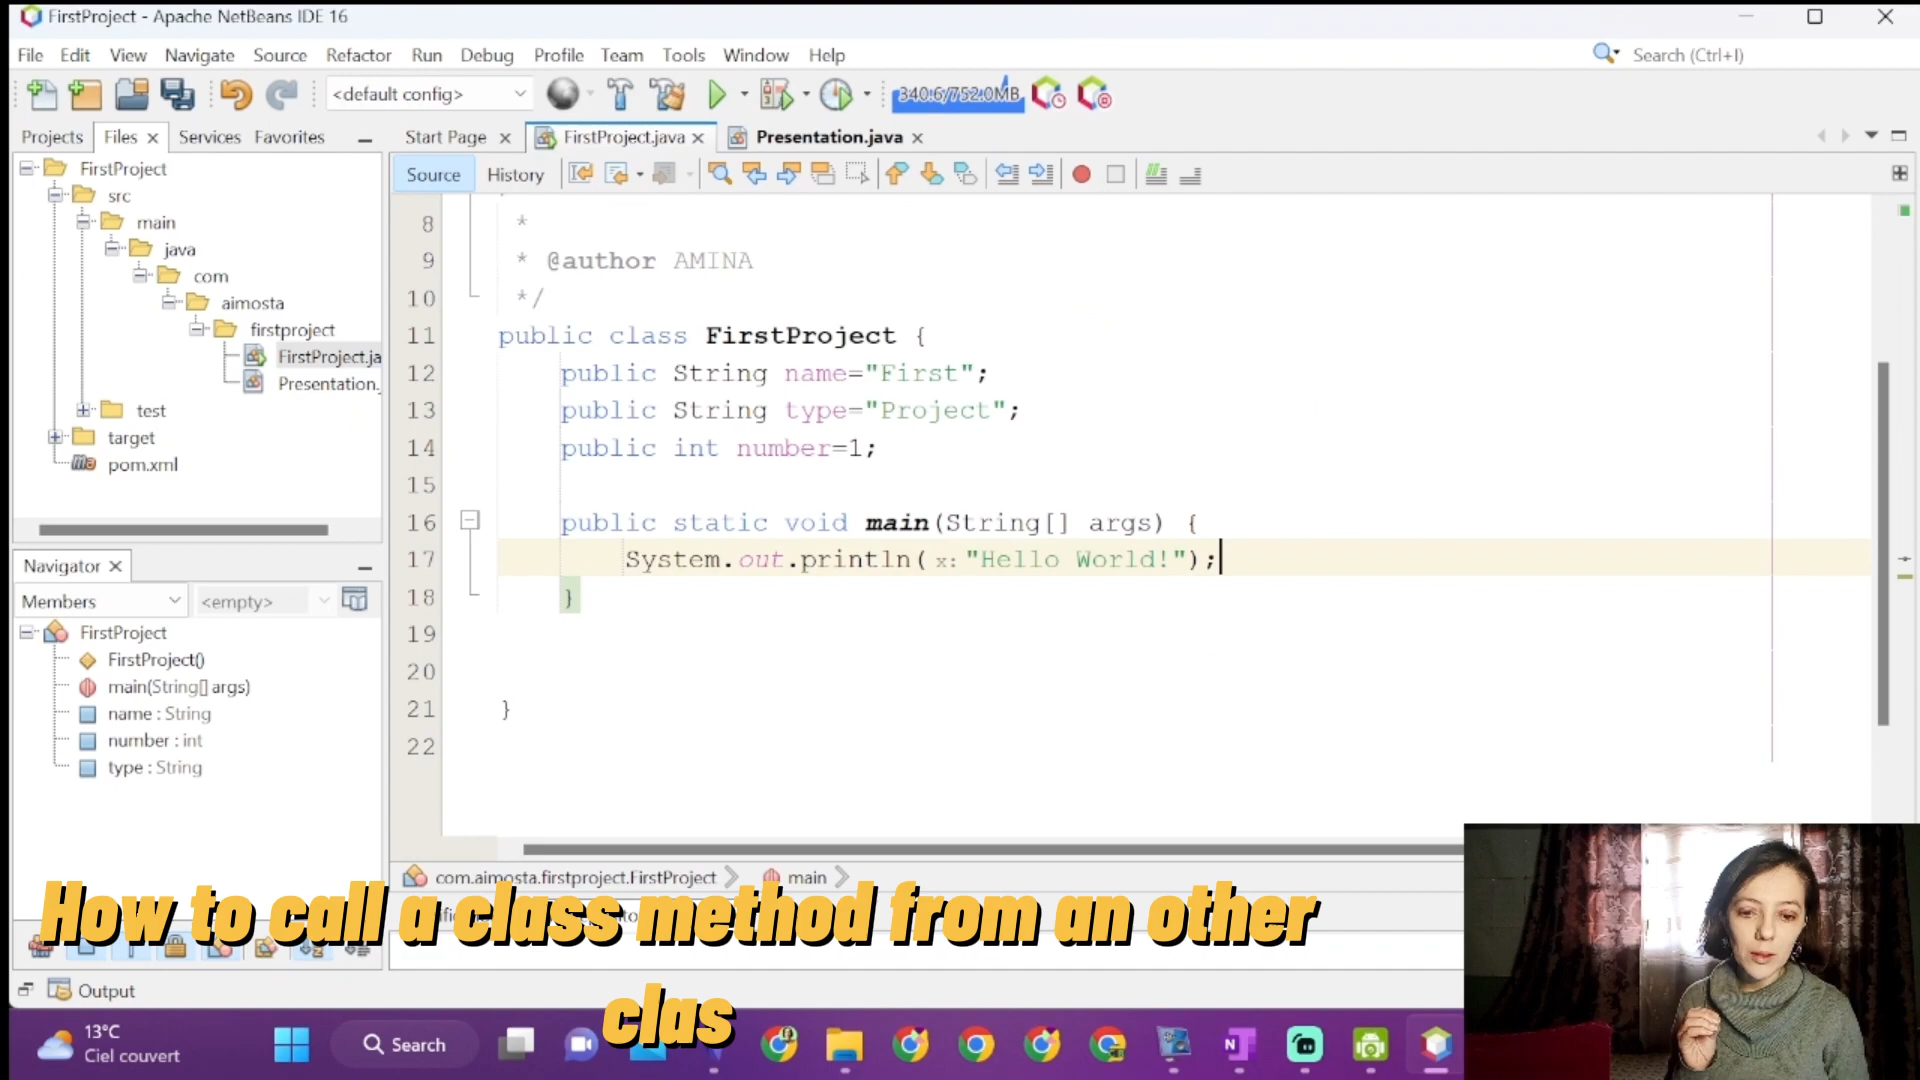 FirstProject - Apache NetBeans IDE 16
File Edit View Navigate Source Refactor Run Debug Profile Team Tools Window Help
Search (Ctrl+I)
<default config>
340.6/752.0MB
Projects Files Services Favorites
Start Page FirstProject.java Presentation.java
Source History
FirstProject
src
main
java
com
aimosta
firstproject
FirstProject.ja
Presentation.
test
target
pom.xml
8 *
9 * @author AMINA
10 */
11 public class FirstProject {
12 public String name="First";
13 public String type="Project";
14 public int number=1;
15
16 public static void main(String[] args) {
17 System.out.println( x: "Hello World!");
18 }
19
20
21 }
22
Navigator
Members <empty>
FirstProject
FirstProject()
main(String[] args)
name : String
number : int
type : String
com.aimosta.firstproject.FirstProject main
How to call a class method from an other
clas
Output
13°C
Ciel couvert
Search